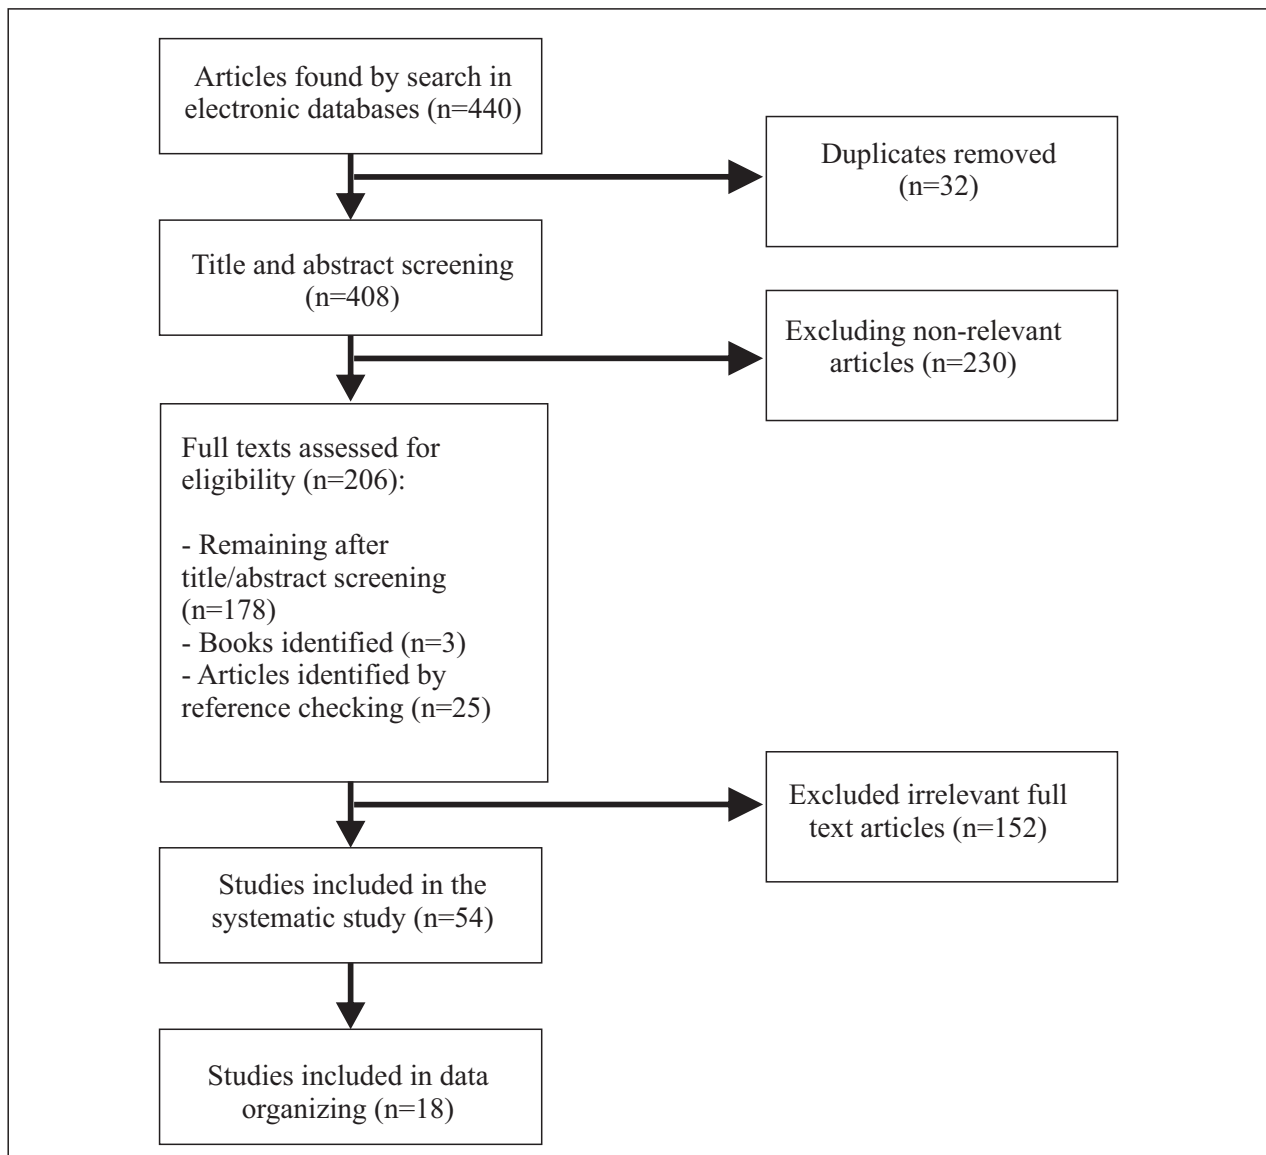 Articles found by search in
electronic databases (n=440)
Duplicates removed
(n=32)
Title and abstract screening
(n=408)
Excluding non-relevant
articles (n=230)
Full texts assessed for
eligibility (n=206):
- Remaining after
title/abstract screening
(n=178)
- Books identified (n=3)
- Articles identified by
reference checking (n=25)
Excluded irrelevant full
text articles (n=152)
Studies included in the
systematic study (n=54)
Studies included in data
organizing (n=18)